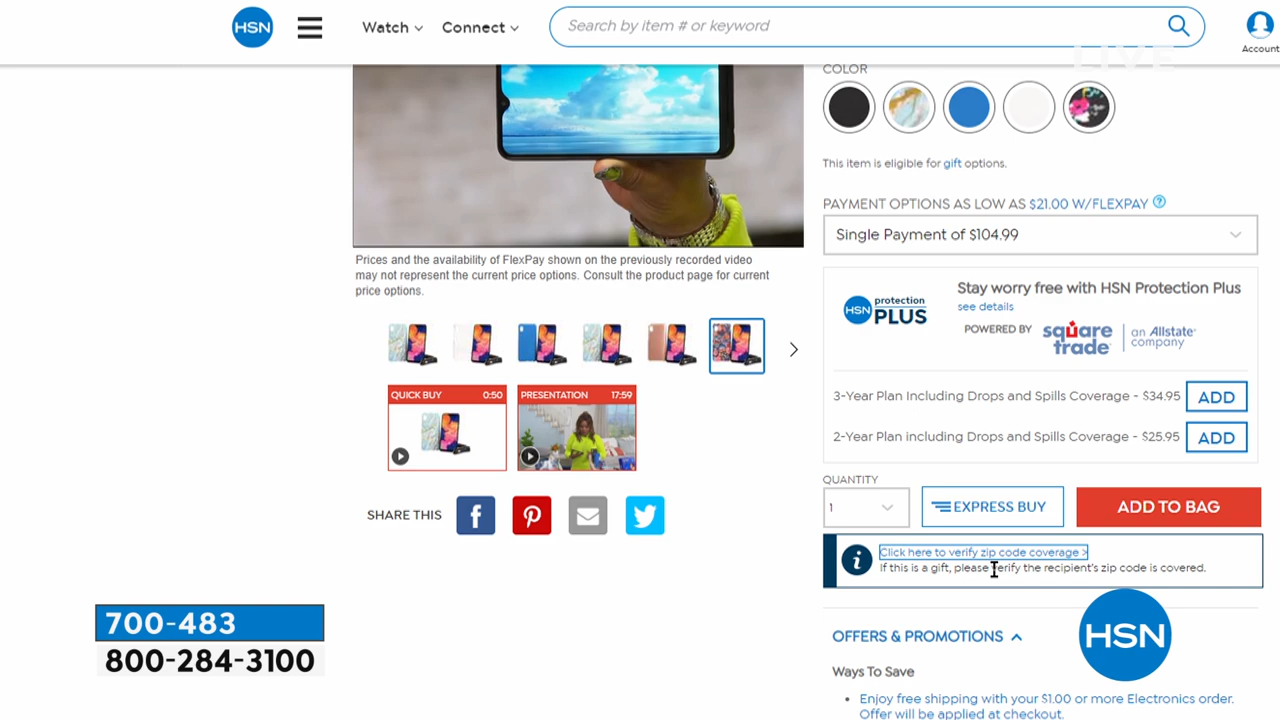 HSN
Watch
Connect
Search by item # or keyword
Account
LIVE
COLOR
This item is eligible for gift options.
PAYMENT OPTIONS AS LOW AS $21.00 W/FLEXPAY ?
Single Payment of $104.99
Prices and the availability of FlexPay shown on the previously recorded video
may not represent the current price options. Consult the product page for current
price options.
HSN protection PLUS
Stay worry free with HSN Protection Plus
see details
POWERED BY
square trade
an Allstate company
3-Year Plan Including Drops and Spills Coverage - $34.95 ADD
2-Year Plan including Drops and Spills Coverage - $25.95 ADD
QUICK BUY 0:50
PRESENTATION 17:59
SHARE THIS
QUANTITY
1
EXPRESS BUY
ADD TO BAG
i
Click here to verify zip code coverage >
If this is a gift, please verify the recipient's zip code is covered.
700-483
800-284-3100
OFFERS & PROMOTIONS
HSN
Ways To Save
• Enjoy free shipping with your $1.00 or more Electronics order.
Offer will be applied at checkout.